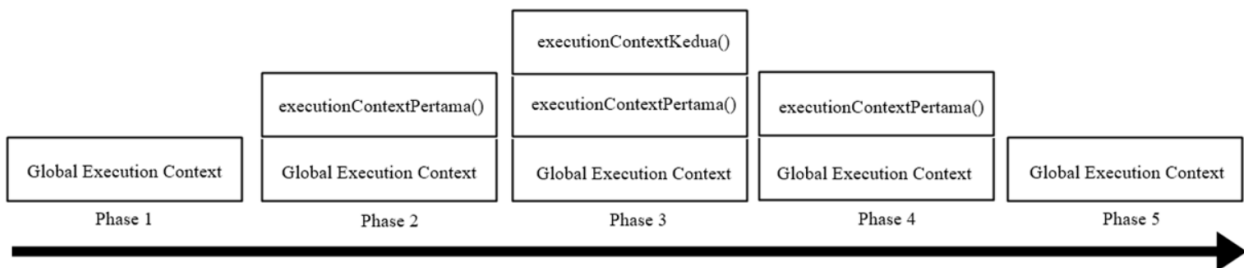 executionContextKedua()
executionContextPertama() executionContextPertama() executionContextPertama()
Global Execution Context Global Execution Context Global Execution Context Global Execution Context Global Execution Context
Phase 1 Phase 2 Phase 3 Phase 4 Phase 5